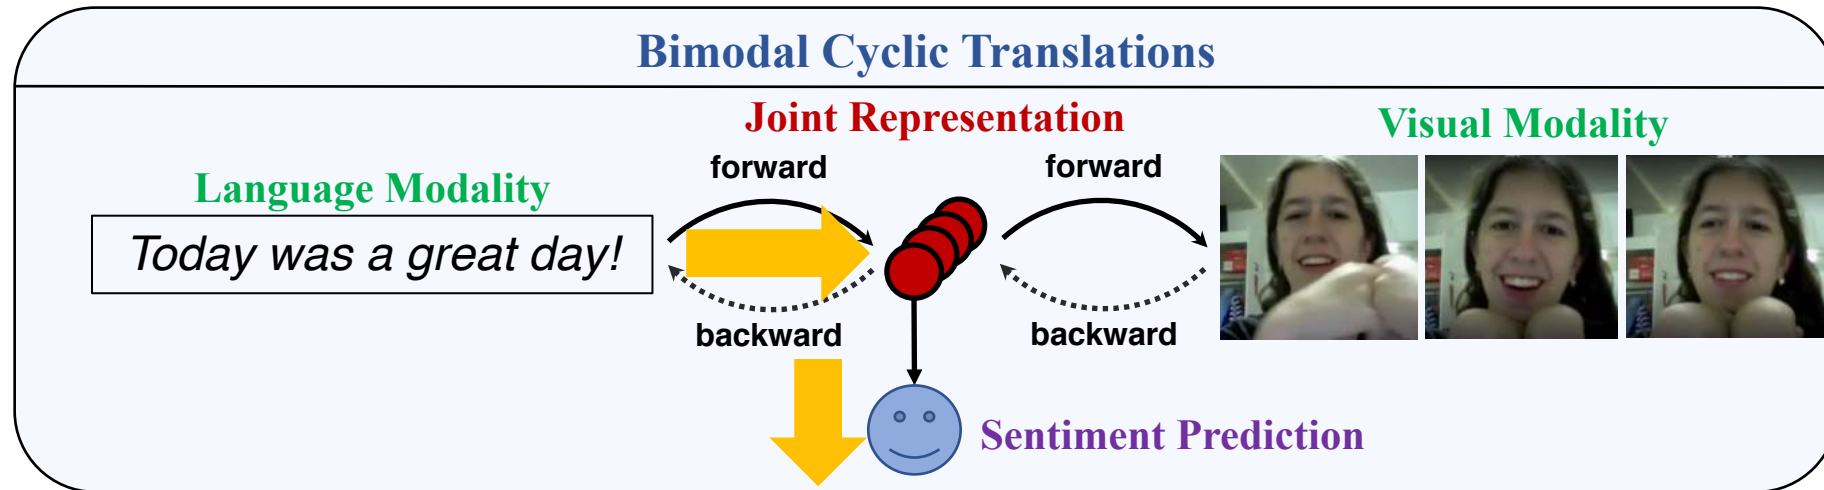 Bimodal Cyclic Translations
Joint Representation
Visual Modality
forward
forward
Language Modality
Today was a great day!
backward
backward
Sentiment Prediction